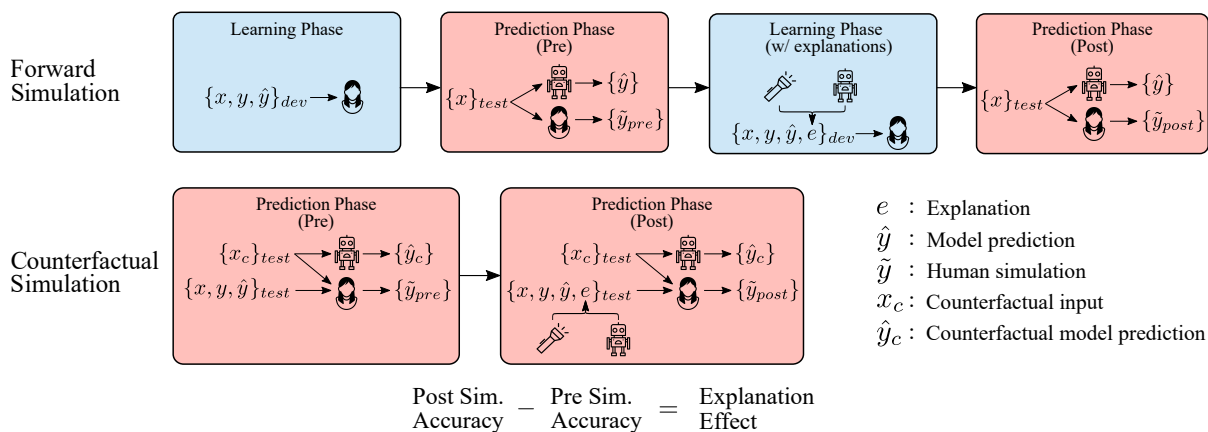 Forward
Simulation
Learning Phase
{x, y, ŷ}dev
Prediction Phase
(Pre)
{x}test
{ŷ}
{ỹpre}
Learning Phase
(w/ explanations)
{x, y, ŷ, e}dev
Prediction Phase
(Post)
{x}test
{ŷ}
{ỹpost}
Counterfactual
Simulation
Prediction Phase
(Pre)
{xc}test
{ŷc}
{x, y, ŷ}test
{ỹpre}
Prediction Phase
(Post)
{xc}test
{ŷc}
{x, y, ŷ, e}test
{ỹpost}
e : Explanation
ŷ : Model prediction
ỹ : Human simulation
xc : Counterfactual input
ŷc : Counterfactual model prediction
Post Sim.
Accuracy
−
Pre Sim.
Accuracy
=
Explanation
Effect